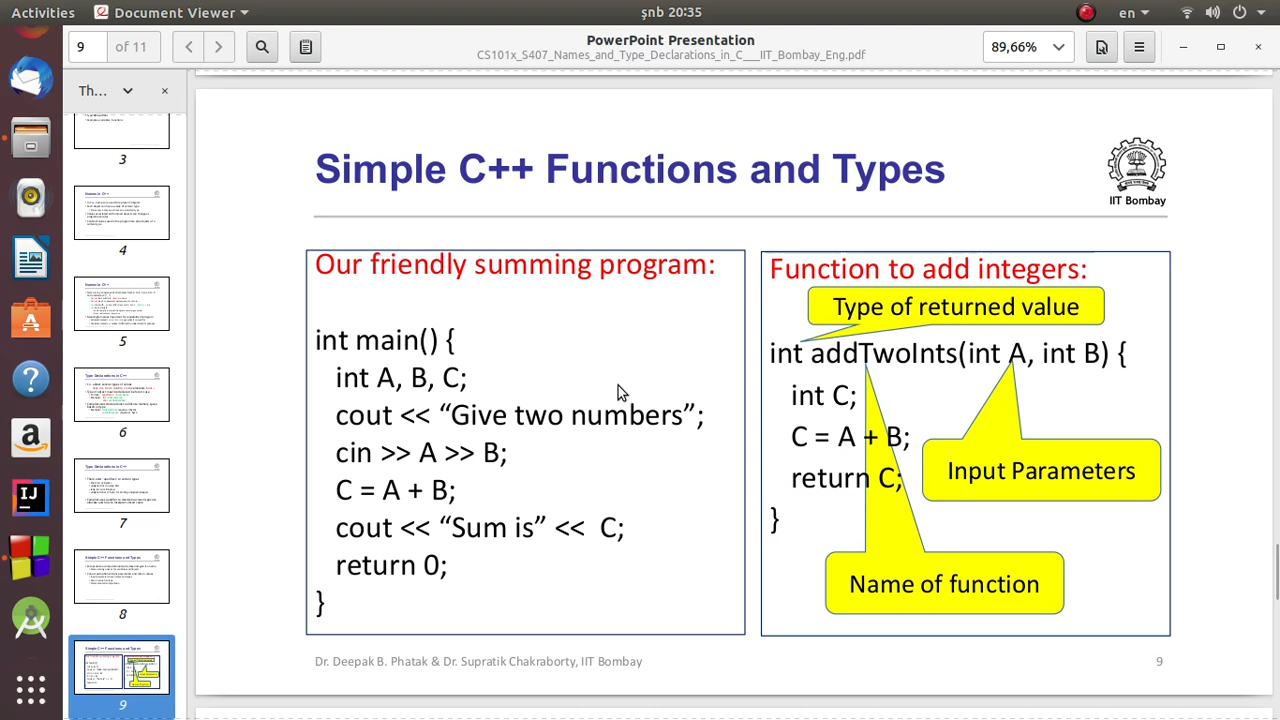 Activities
Document Viewer
şnb 20:35
en
9
of 11
PowerPoint Presentation
CS101x_S407_Names_and_Type_Declarations_in_C___IIT_Bombay_Eng.pdf
89,66%
Th...
3
4
5
6
7
8
9
Simple C++ Functions and Types
IIT Bombay
Our friendly summing program:
int main() {
int A, B, C;
cout << “Give two numbers”;
cin >> A >> B;
C = A + B;
cout << “Sum is” << C;
return 0;
}
Function to add integers:
Type of returned value
int addTwoInts(int A, int B) {
int C;
C = A + B;
return C;
}
Input Parameters
Name of function
Dr. Deepak B. Phatak & Dr. Supratik Chakraborty, IIT Bombay
9